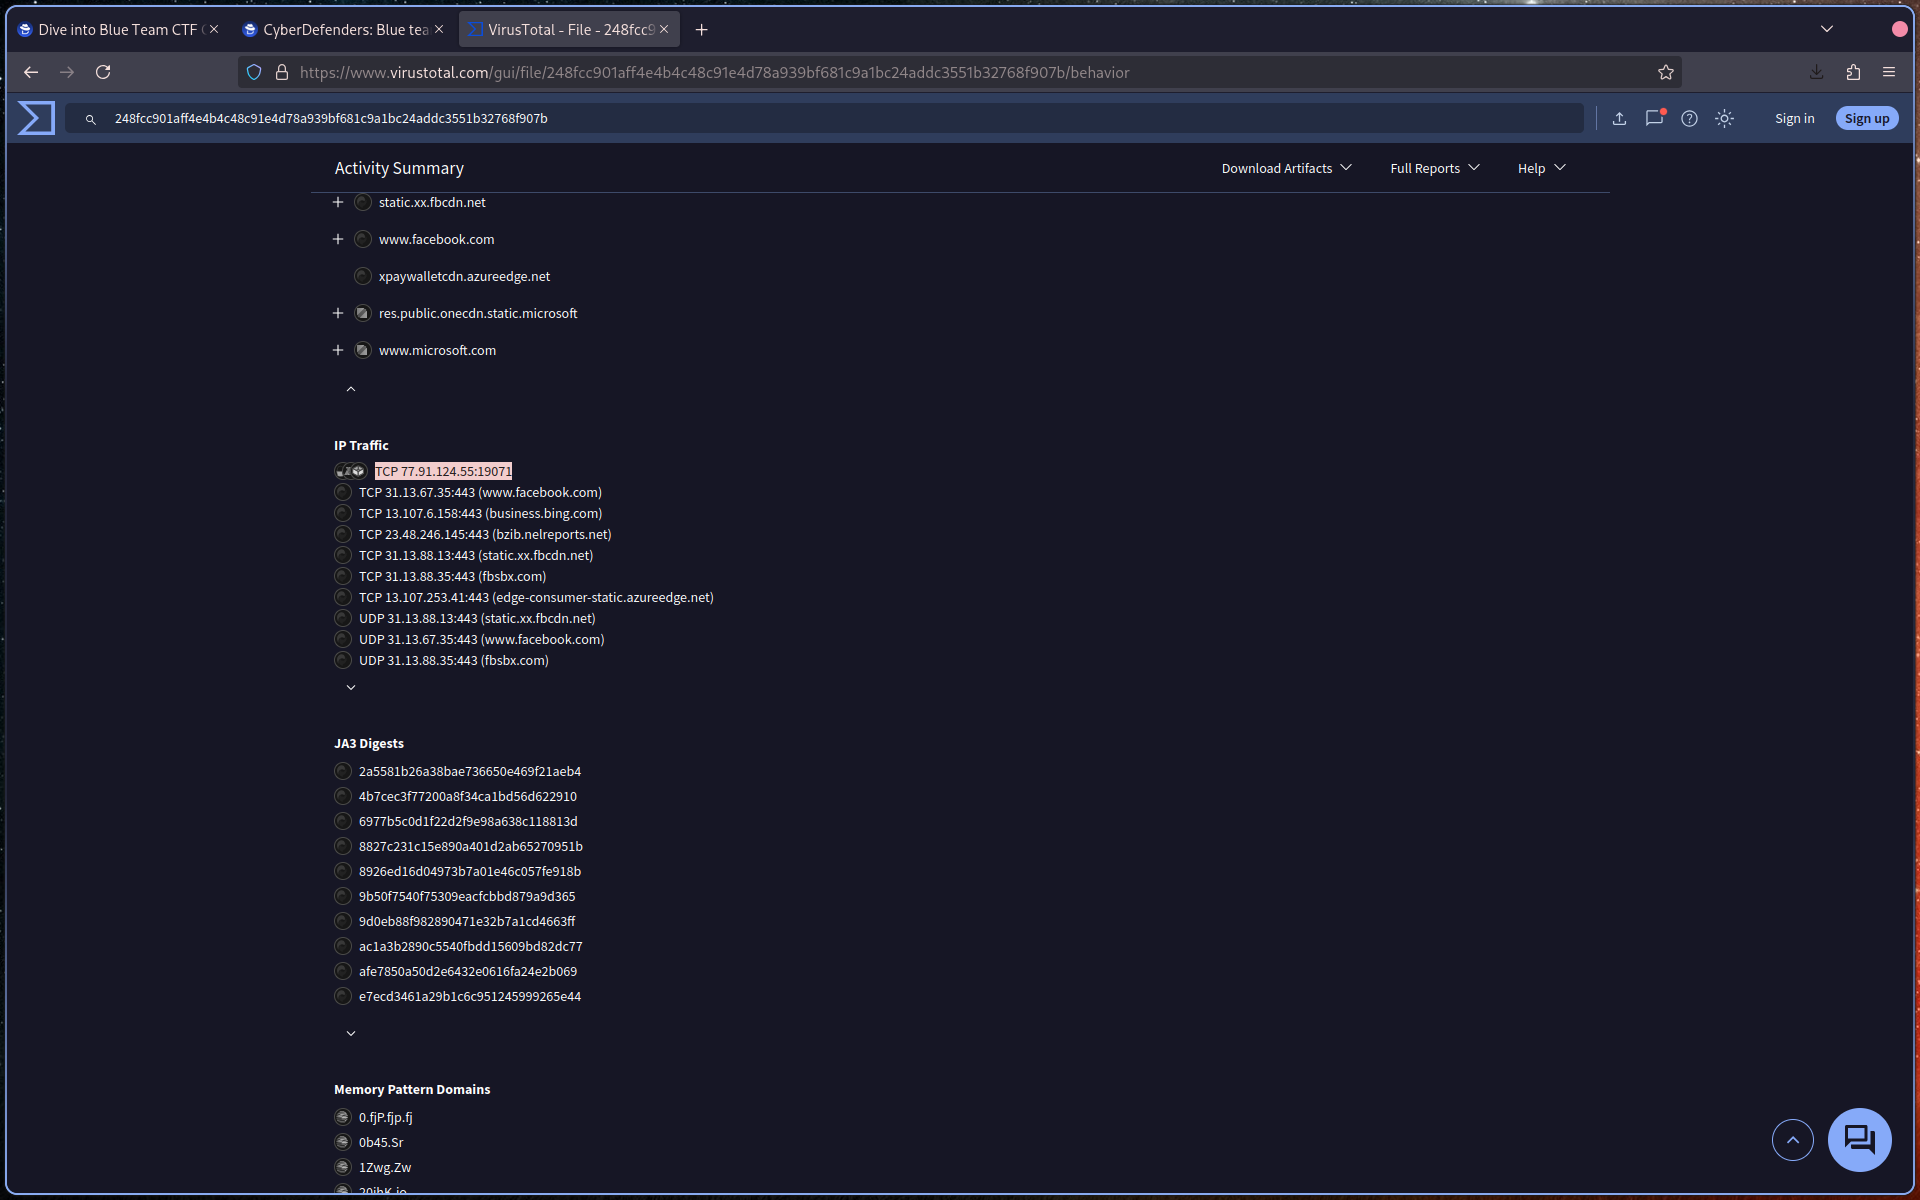 Dive into Blue Team CTF
CyberDefenders: Blue tea
VirusTotal - File - 248fcc9
https://www.virustotal.com/gui/file/248fcc901aff4e4b4c48c91e4d78a939bf681c9a1bc24addc3551b32768f907b/behavior
248fcc901aff4e4b4c48c91e4d78a939bf681c9a1bc24addc3551b32768f907b
Sign in
Sign up
Activity Summary
Download Artifacts
Full Reports
Help
static.xx.fbcdn.net
www.facebook.com
xpaywalletcdn.azureedge.net
res.public.onecdn.static.microsoft
www.microsoft.com
IP Traffic
TCP 77.91.124.55:19071
TCP 31.13.67.35:443 (www.facebook.com)
TCP 13.107.6.158:443 (business.bing.com)
TCP 23.48.246.145:443 (bzib.nelreports.net)
TCP 31.13.88.13:443 (static.xx.fbcdn.net)
TCP 31.13.88.35:443 (fbsbx.com)
TCP 13.107.253.41:443 (edge-consumer-static.azureedge.net)
UDP 31.13.88.13:443 (static.xx.fbcdn.net)
UDP 31.13.67.35:443 (www.facebook.com)
UDP 31.13.88.35:443 (fbsbx.com)
JA3 Digests
2a5581b26a38bae736650e469f21aeb4
4b7cec3f77200a8f34ca1bd56d622910
6977b5c0d1f22d2f9e98a638c118813d
8827c231c15e890a401d2ab65270951b
8926ed16d04973b7a01e46c057fe918b
9b50f7540f75309eacfcbbd879a9d365
9d0eb88f982890471e32b7a1cd4663ff
ac1a3b2890c5540fbdd15609bd82dc77
afe7850a50d2e6432e0616fa24e2b069
e7ecd3461a29b1c6c951245999265e44
Memory Pattern Domains
0.fjP.fjp.fj
0b45.Sr
1Zwg.Zw